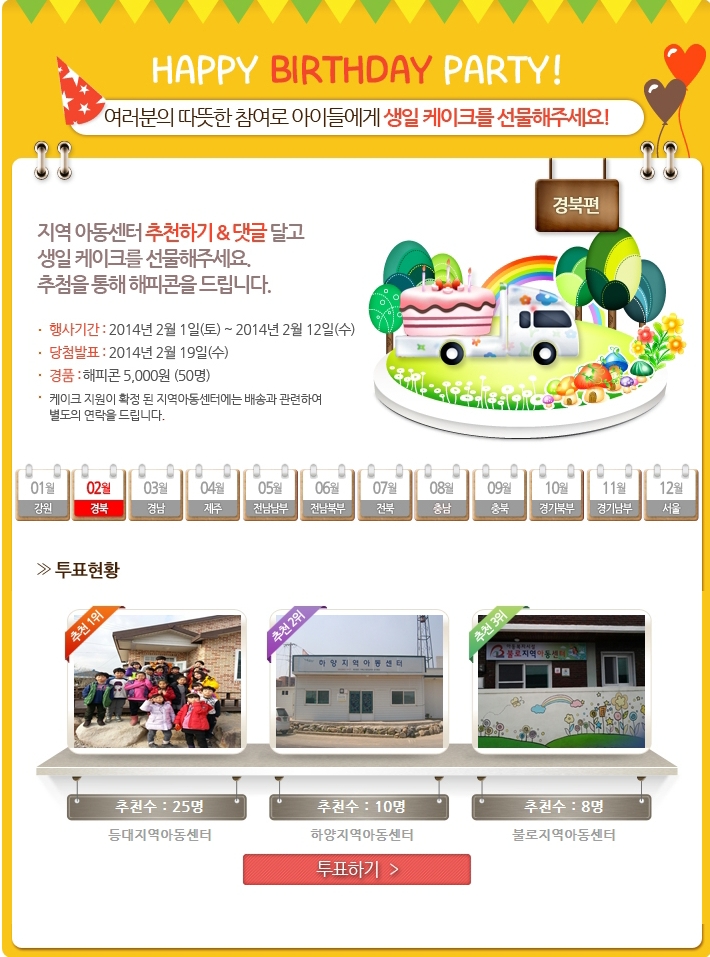 HAPPY BIRTHDAY PARTY!
여러분의 따뜻한 참여로 아이들에게 생일 케이크를 선물해주세요!
경북편
지역 아동센터 추천하기 & 댓글 달고
생일 케이크를 선물해주세요.
추첨을 통해 해피콘을 드립니다.
· 행사기간 : 2014년 2월 1일(토) ~ 2014년 2월 12일(수)
· 당첨발표 : 2014년 2월 19일(수)
· 경품 : 해피콘 5,000원 (50명)
· 케이크 지원이 확정 된 지역아동센터에는 배송과 관련하여
별도의 연락을 드립니다.
01월 02월 03월 04월 05월 06월 07월 08월 09월 10월 11월 12월
강원 경북 경남 제주 전남남부 전남북부 전북 충남 충북 경기북부 경기남부 서울
≫ 투표현황
추천 1위 추천 2위 추천 3위
하양지역아동센터
불로지역아동센터
추천수 : 25명 추천수 : 10명 추천수 : 8명
등대지역아동센터 하양지역아동센터 불로지역아동센터
투표하기 >